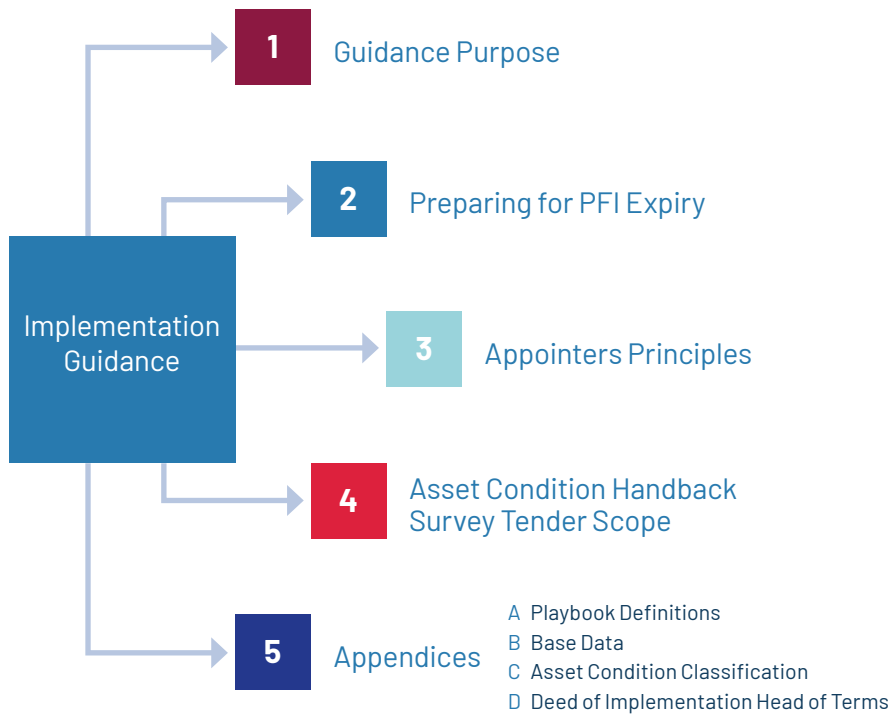 Implementation
Guidance
1
Guidance Purpose
2
Preparing for PFI Expiry
3
Appointers Principles
4
Asset Condition Handback
Survey Tender Scope
5
Appendices
A Playbook Definitions
B Base Data
C Asset Condition Classification
D Deed of Implementation Head of Terms